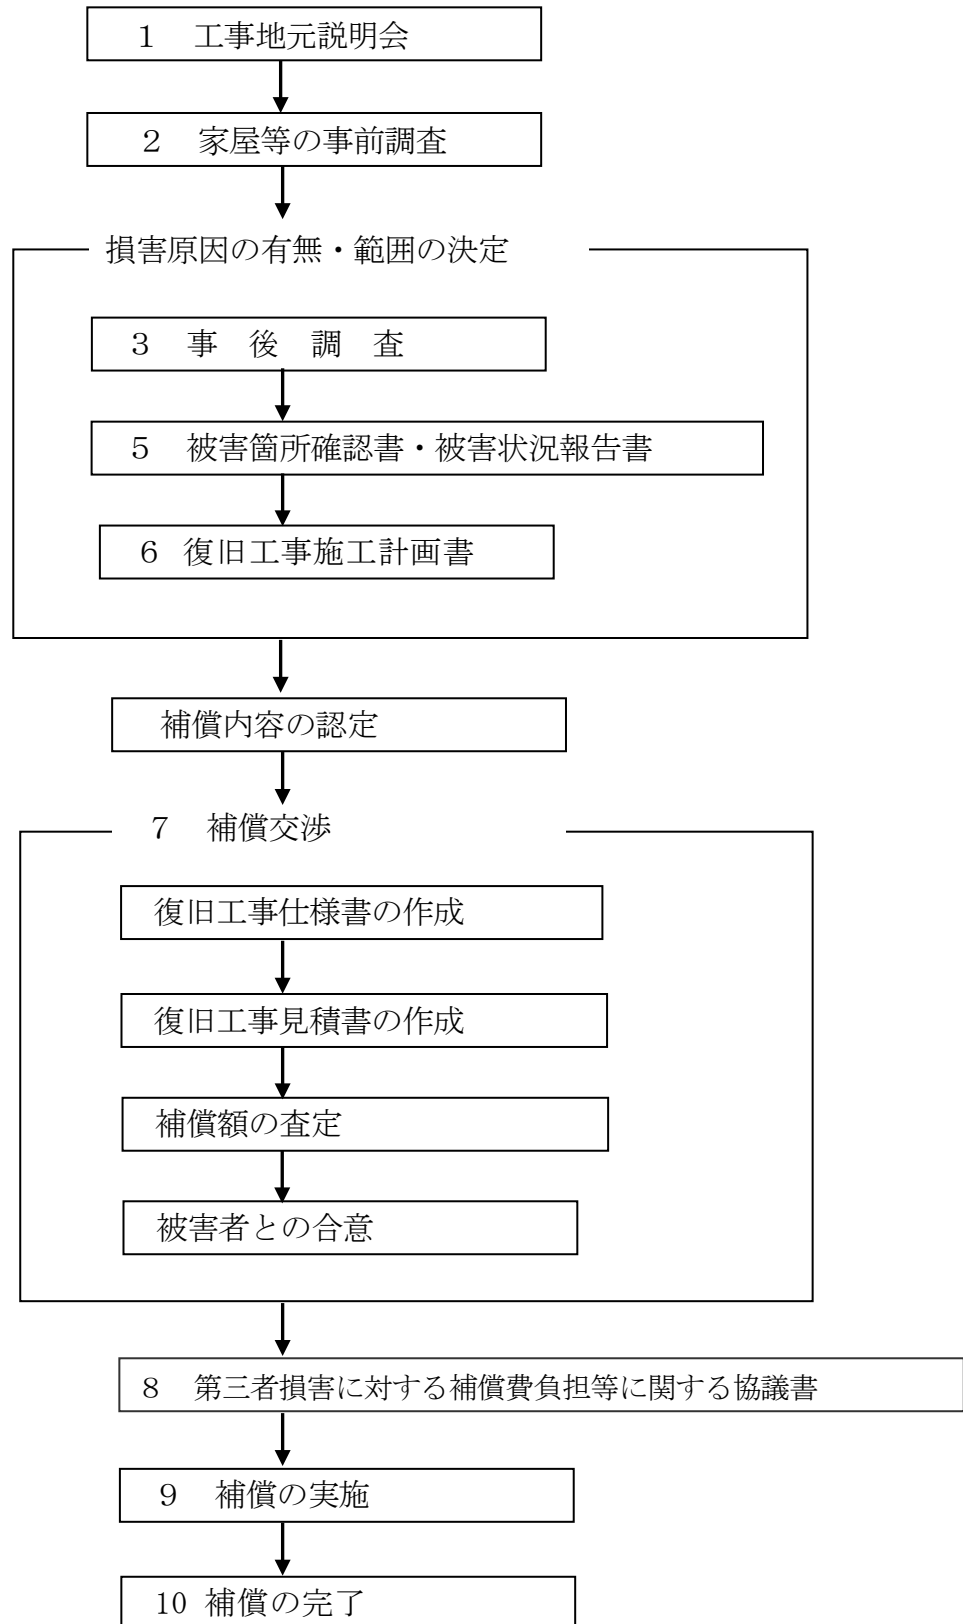 １　工事地元説明会
２　家屋等の事前調査
損害原因の有無・範囲の決定
３　事　後　調　査
５　被害箇所確認書・被害状況報告書
６　復旧工事施工計画書
補償内容の認定
７　補償交渉
復旧工事仕様書の作成
復旧工事見積書の作成
補償額の査定
被害者との合意
８　第三者損害に対する補償費負担等に関する協議書
９　補償の実施
10 補償の完了